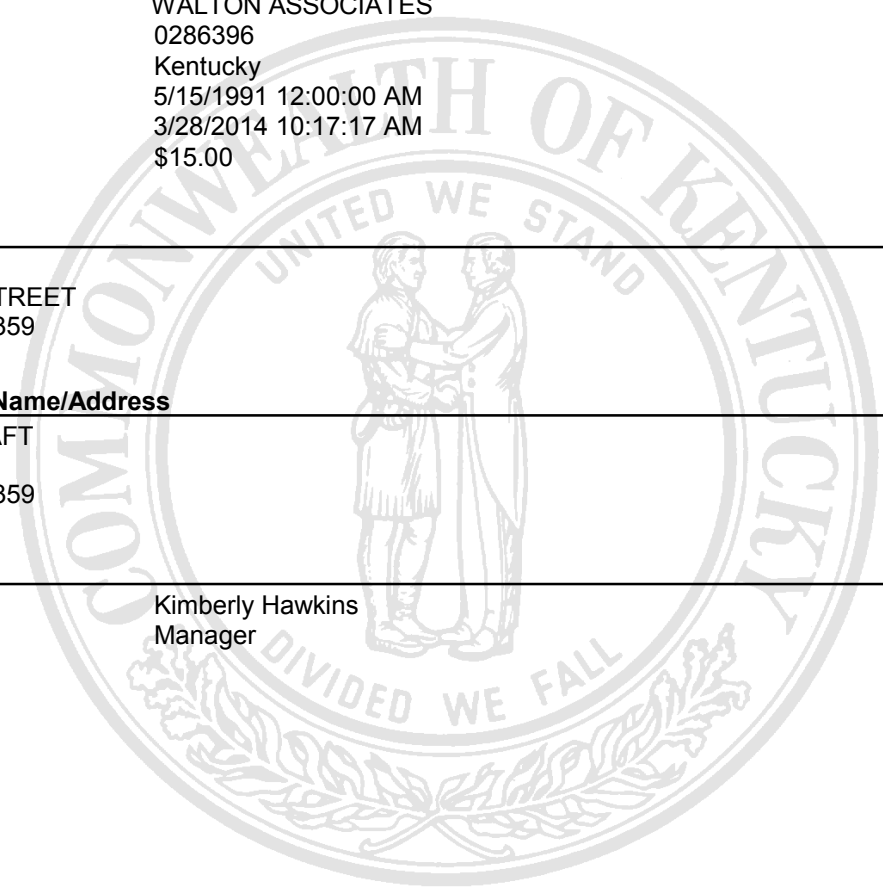 WALTON ASSOCIATES
0286396
Kentucky
5/15/1991 12:00:00 AM
3/28/2014 10:17:17 AM
$15.00
COMMONWEALTH OF KENTUCKY
UNITED WE STAND
TREET
359
Name/Address
AFT
359
Kimberly Hawkins
Manager
DIVIDED WE FALL